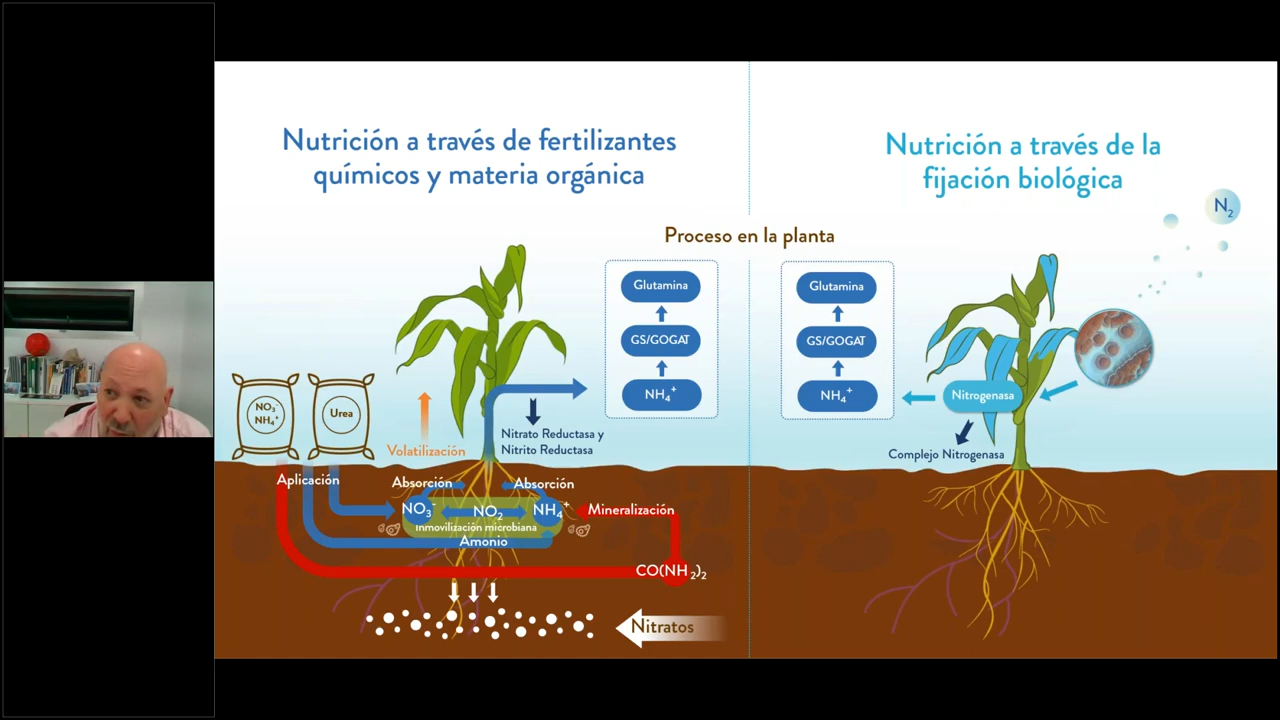 Nutrición a través de fertilizantes
químicos y materia orgánica
Nutrición a través de la
fijación biológica
N2
Proceso en la planta
Glutamina
GS/GOGAT
NH4+
Glutamina
GS/GOGAT
NH4+
NO3-
NH4+
Urea
Volatilización
Nitrato Reductasa y
Nitrito Reductasa
Nitrogenasa
Complejo Nitrogenasa
Aplicación
Absorción
Absorción
NO3-
NO2
NH4+
Mineralización
inmovilización microbiana
Amonio
CO(NH2)2
Nitratos